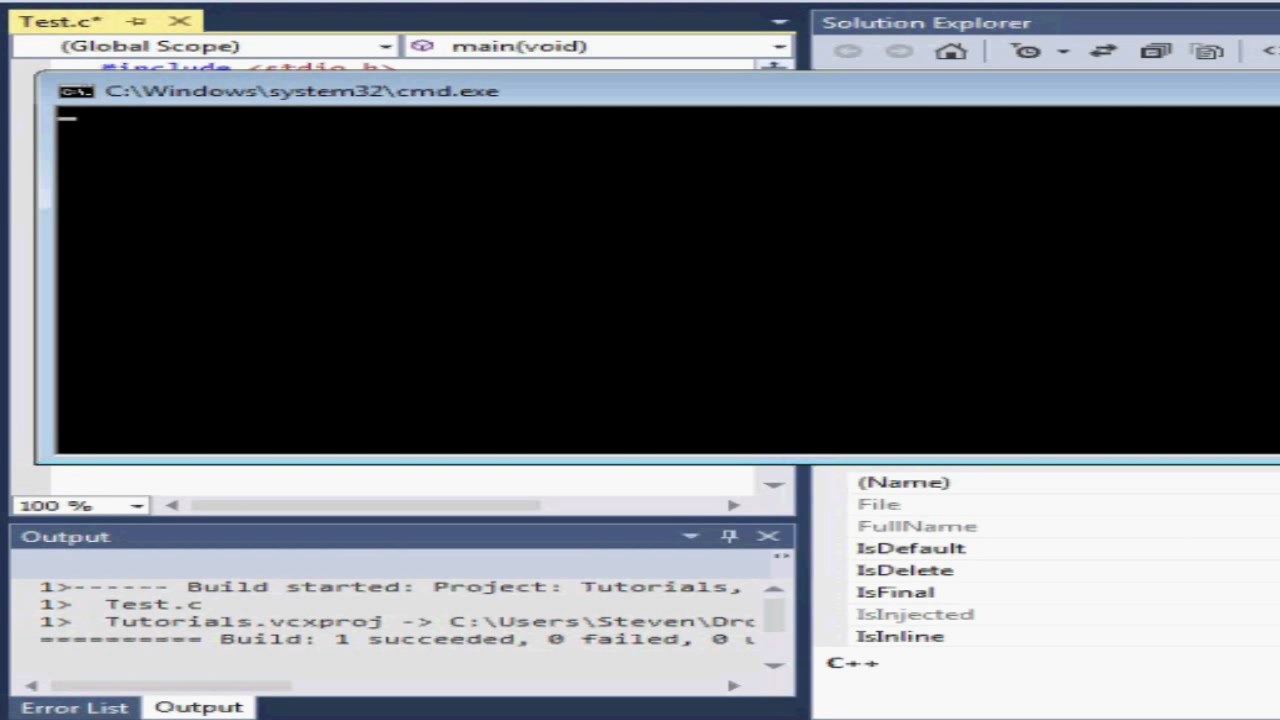 Test.c*
Solution Explorer
(Global Scope)
main(void)
#include <stdio.h>
C:\Windows\system32\cmd.exe
100 %
(Name)
File
FullName
IsDefault
IsDelete
IsFinal
IsInjected
IsInline
C++
Output
1>------ Build started: Project: Tutorials,
1> Test.c
1> Tutorials.vcxproj -> C:\Users\Steven\Drc
========== Build: 1 succeeded, 0 failed, 0 u
Error List
Output